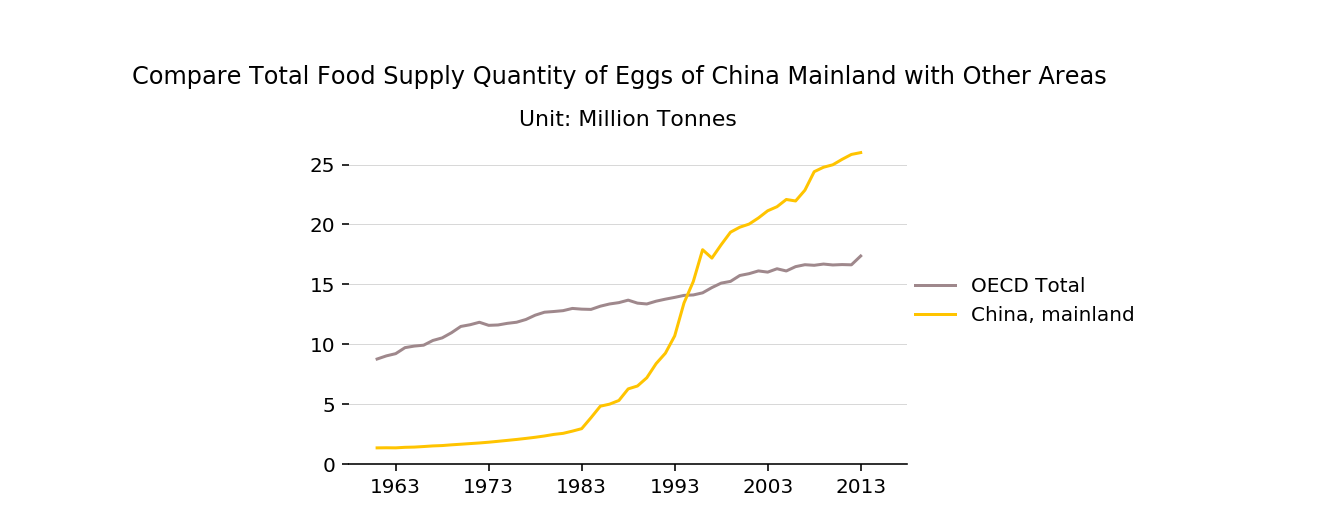 Compare Total Food Supply Quantity of Eggs of China Mainland with Other Areas
Unit: Million Tonnes
25
20
15
10
5
0
1963 1973 1983 1993 2003 2013
OECD Total
China, mainland